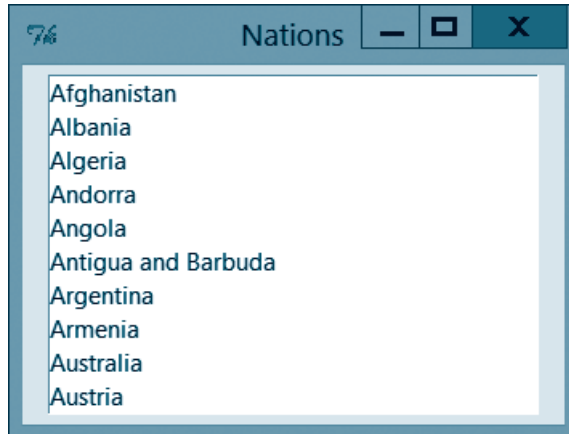 Nations
Afghanistan
Albania
Algeria
Andorra
Angola
Antigua and Barbuda
Argentina
Armenia
Australia
Austria